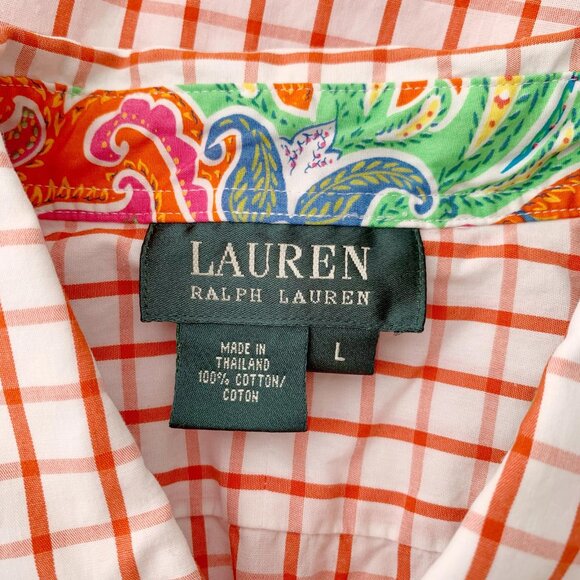 LAUREN
RALPH LAUREN
L
MADE IN
THAILAND
100% COTTON/
COTON